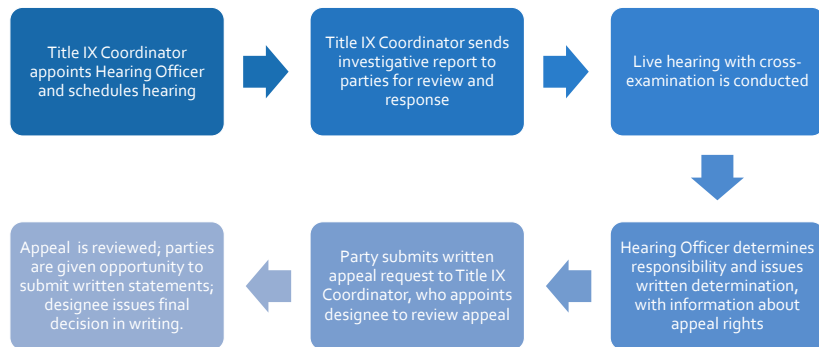 Title IX Coordinator
appoints Hearing Officer
and schedules hearing
Title IX Coordinator sends
investigative report to
parties for review and
response
Live hearing with cross-
examination is conducted
Hearing Officer determines
responsibility and issues
written determination,
with information about
appeal rights
Party submits written
appeal request to Title IX
Coordinator, who appoints
designee to review appeal
Appeal is reviewed; parties
are given opportunity to
submit written statements;
designee issues final
decision in writing.